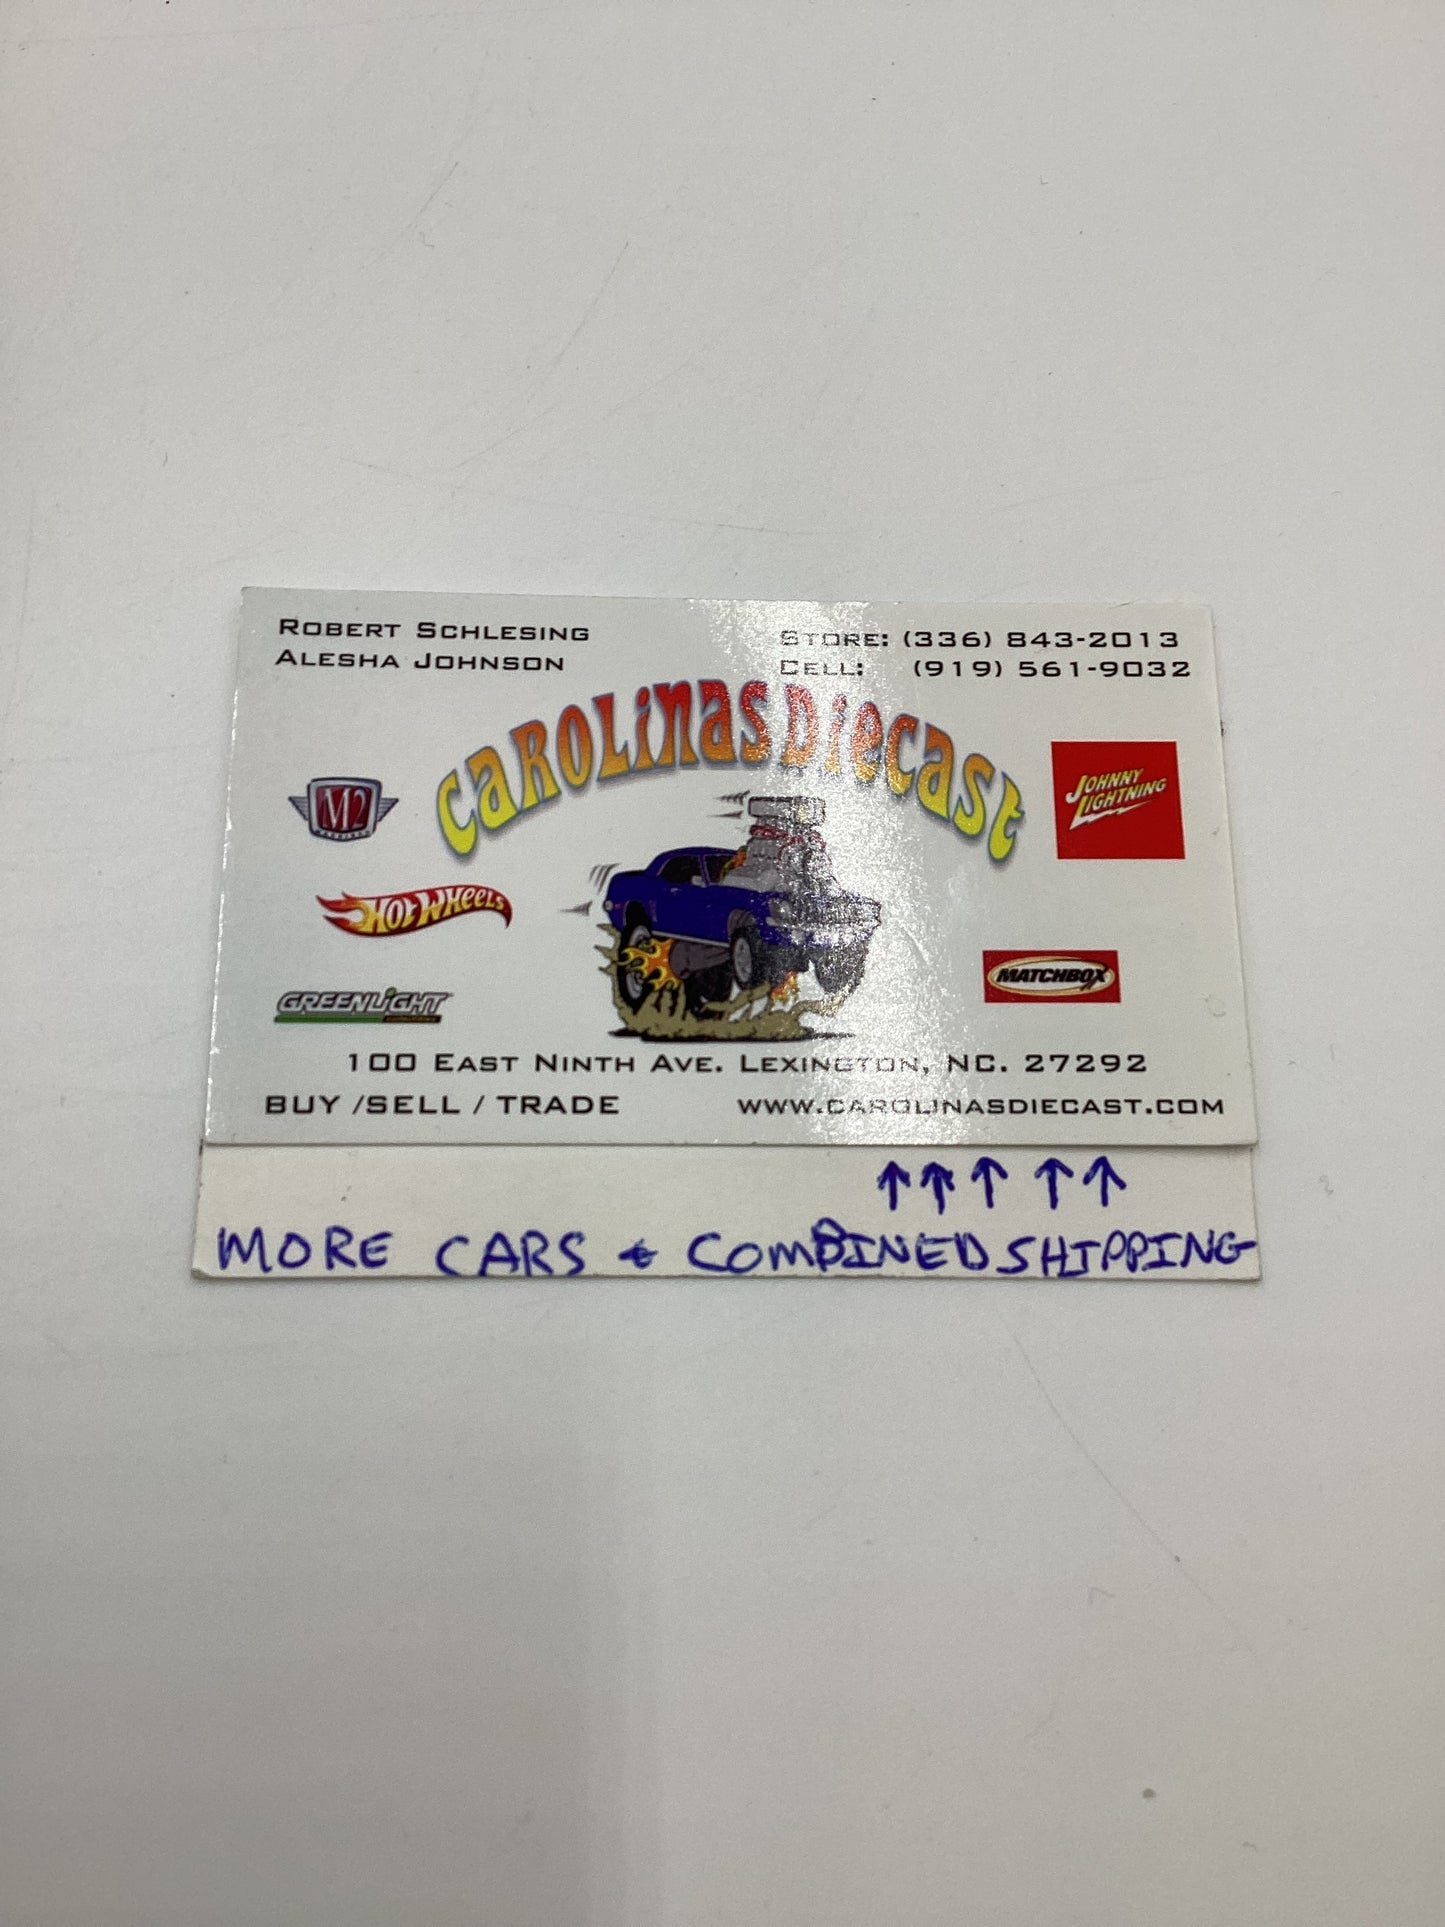 ROBERT SCHLESING
ALESHA JOHNSON
STORE: (336) 843-2013
CELL: (919) 561-9032
CAROLINAS DIECAST
M2
JOHNNY LIGHTNING
HOT WHEELS
MATCHBOX
GREENLIGHT
100 EAST NINTH AVE. LEXINGTON, NC. 27292
BUY /SELL / TRADE
WWW.CAROLINASDIECAST.COM
↑ ↑ ↑ ↑ ↑
MORE CARS & COMBINED SHIPPING